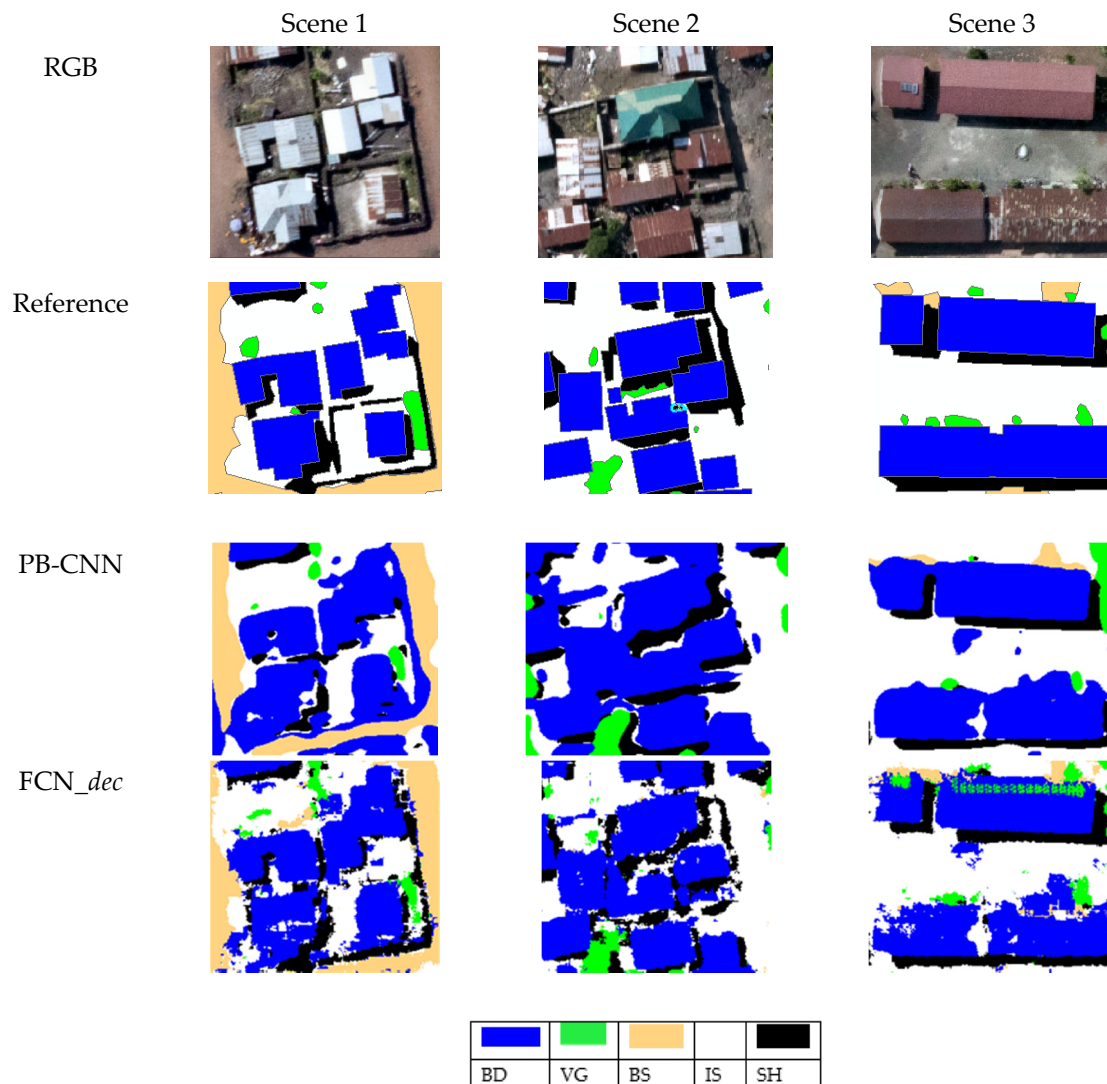 Scene 1 Scene 2 Scene 3
RGB
Reference
PB-CNN
FCN_dec
BD VG BS IS SH